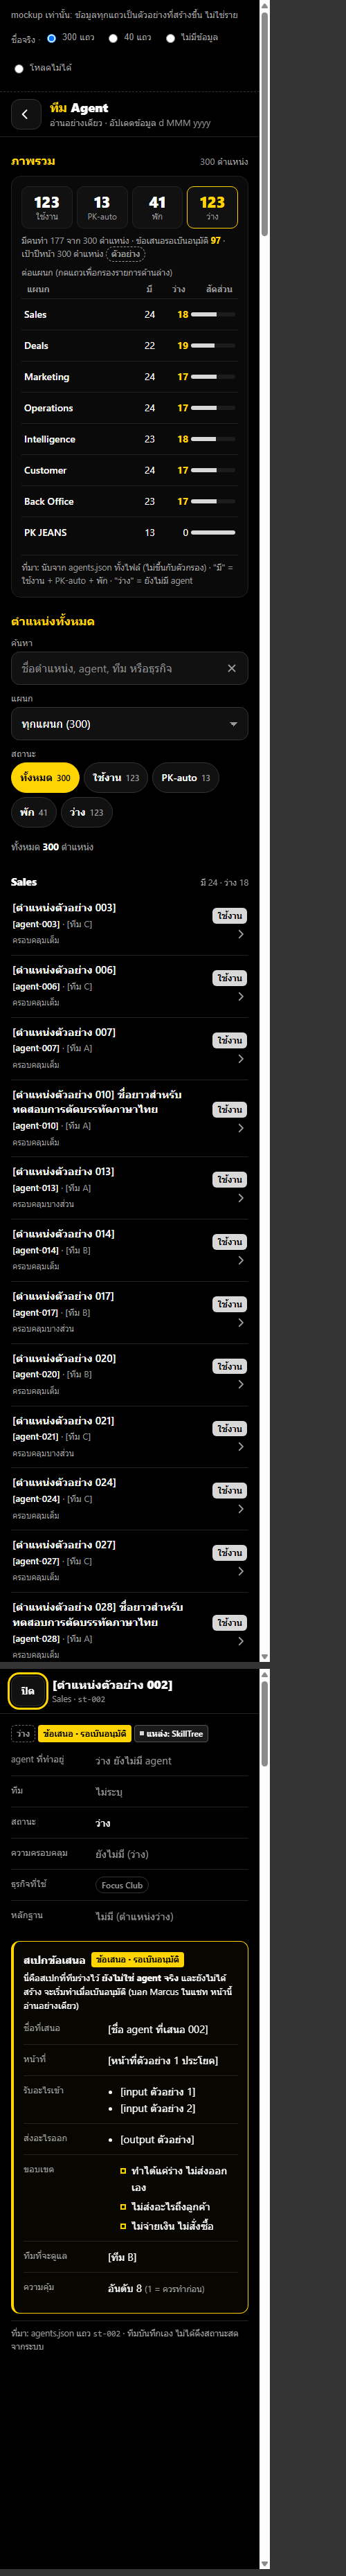 mockup เท่านั้น: ข้อมูลทุกแถวเป็นตัวอย่างที่สร้างขึ้น ไม่ใช่ราย
ชื่อจริง · 300 แถว 40 แถว ไม่มีข้อมูล
โหลดไม่ได้
ทีม Agent
อ่านอย่างเดียว · อัปเดตข้อมูล d MMM yyyy
ภาพรวม 300 ตำแหน่ง
123 13 41 123
ใช้งาน PK-auto พัก ว่าง
มีคนทำ 177 จาก 300 ตำแหน่ง · ข้อเสนอรอเบินอนุมัติ 97 ·
เป้าปีหน้า 300 ตำแหน่ง ตัวอย่าง
ต่อแผนก (กดแถวเพื่อกรองรายการด้านล่าง)
แผนก มี ว่าง สัดส่วน
Sales 24 18
Deals 22 19
Marketing 24 17
Operations 24 17
Intelligence 23 18
Customer 24 17
Back Office 23 17
PK JEANS 13 0
ที่มา: นับจาก agents.json ทั้งไฟล์ (ไม่ขึ้นกับตัวกรอง) · "มี" =
ใช้งาน + PK-auto + พัก · "ว่าง" = ยังไม่มี agent
ตำแหน่งทั้งหมด
ค้นหา
ชื่อตำแหน่ง, agent, ทีม หรือธุรกิจ
แผนก
ทุกแผนก (300)
สถานะ
ทั้งหมด 300 ใช้งาน 123 PK-auto 13
พัก 41 ว่าง 123
ทั้งหมด 300 ตำแหน่ง
Sales มี 24 · ว่าง 18
[ตำแหน่งตัวอย่าง 003] ใช้งาน
[agent-003] · [ทีม C]
ครอบคลุมเต็ม
[ตำแหน่งตัวอย่าง 006] ใช้งาน
[agent-006] · [ทีม C]
ครอบคลุมเต็ม
[ตำแหน่งตัวอย่าง 007] ใช้งาน
[agent-007] · [ทีม A]
ครอบคลุมเต็ม
[ตำแหน่งตัวอย่าง 010] ชื่อยาวสำหรับ
ทดสอบการตัดบรรทัดภาษาไทย ใช้งาน
[agent-010] · [ทีม A]
ครอบคลุมเต็ม
[ตำแหน่งตัวอย่าง 013] ใช้งาน
[agent-013] · [ทีม A]
ครอบคลุมบางส่วน
[ตำแหน่งตัวอย่าง 014] ใช้งาน
[agent-014] · [ทีม B]
ครอบคลุมเต็ม
[ตำแหน่งตัวอย่าง 017] ใช้งาน
[agent-017] · [ทีม B]
ครอบคลุมบางส่วน
[ตำแหน่งตัวอย่าง 020] ใช้งาน
[agent-020] · [ทีม B]
ครอบคลุมเต็ม
[ตำแหน่งตัวอย่าง 021] ใช้งาน
[agent-021] · [ทีม C]
ครอบคลุมบางส่วน
[ตำแหน่งตัวอย่าง 024] ใช้งาน
[agent-024] · [ทีม C]
ครอบคลุมเต็ม
[ตำแหน่งตัวอย่าง 027] ใช้งาน
[agent-027] · [ทีม C]
ครอบคลุมเต็ม
[ตำแหน่งตัวอย่าง 028] ชื่อยาวสำหรับ
ทดสอบการตัดบรรทัดภาษาไทย ใช้งาน
[agent-028] · [ทีม A]
ครอบคลุมเต็ม
ปิด [ตำแหน่งตัวอย่าง 002]
Sales · st-002
ว่าง ข้อเสนอ · รอเบินอนุมัติ แหล่ง: SkillTree
agent ที่ทำอยู่ ว่าง ยังไม่มี agent
ทีม ไม่ระบุ
สถานะ ว่าง
ความครอบคลุม ยังไม่มี (ว่าง)
ธุรกิจที่ใช้ Focus Club
หลักฐาน ไม่มี (ตำแหน่งว่าง)
สเปกข้อเสนอ ข้อเสนอ · รอเบินอนุมัติ
นี่คือสเปกที่ทีมร่างไว้ ยังไม่ใช่ agent จริง และยังไม่ได้
สร้าง จะเริ่มทำเมื่อเบินอนุมัติ (บอก Marcus ในแชท หน้านี้
อ่านอย่างเดียว)
ชื่อที่เสนอ [ชื่อ agent ที่เสนอ 002]
หน้าที่ [หน้าที่ตัวอย่าง 1 ประโยค]
รับอะไรเข้า • [input ตัวอย่าง 1]
• [input ตัวอย่าง 2]
ส่งอะไรออก • [output ตัวอย่าง]
ขอบเขต ทำได้แค่ร่าง ไม่ส่งออก
เอง
ไม่ส่งอะไรถึงลูกค้า
ไม่จ่ายเงิน ไม่สั่งซื้อ
ทีมที่จะดูแล [ทีม B]
ความคุ้ม อันดับ 8 (1 = ควรทำก่อน)
ที่มา: agents.json แถว st-002 · ทีมบันทึกเอง ไม่ได้ดึงสถานะสด
จากระบบ